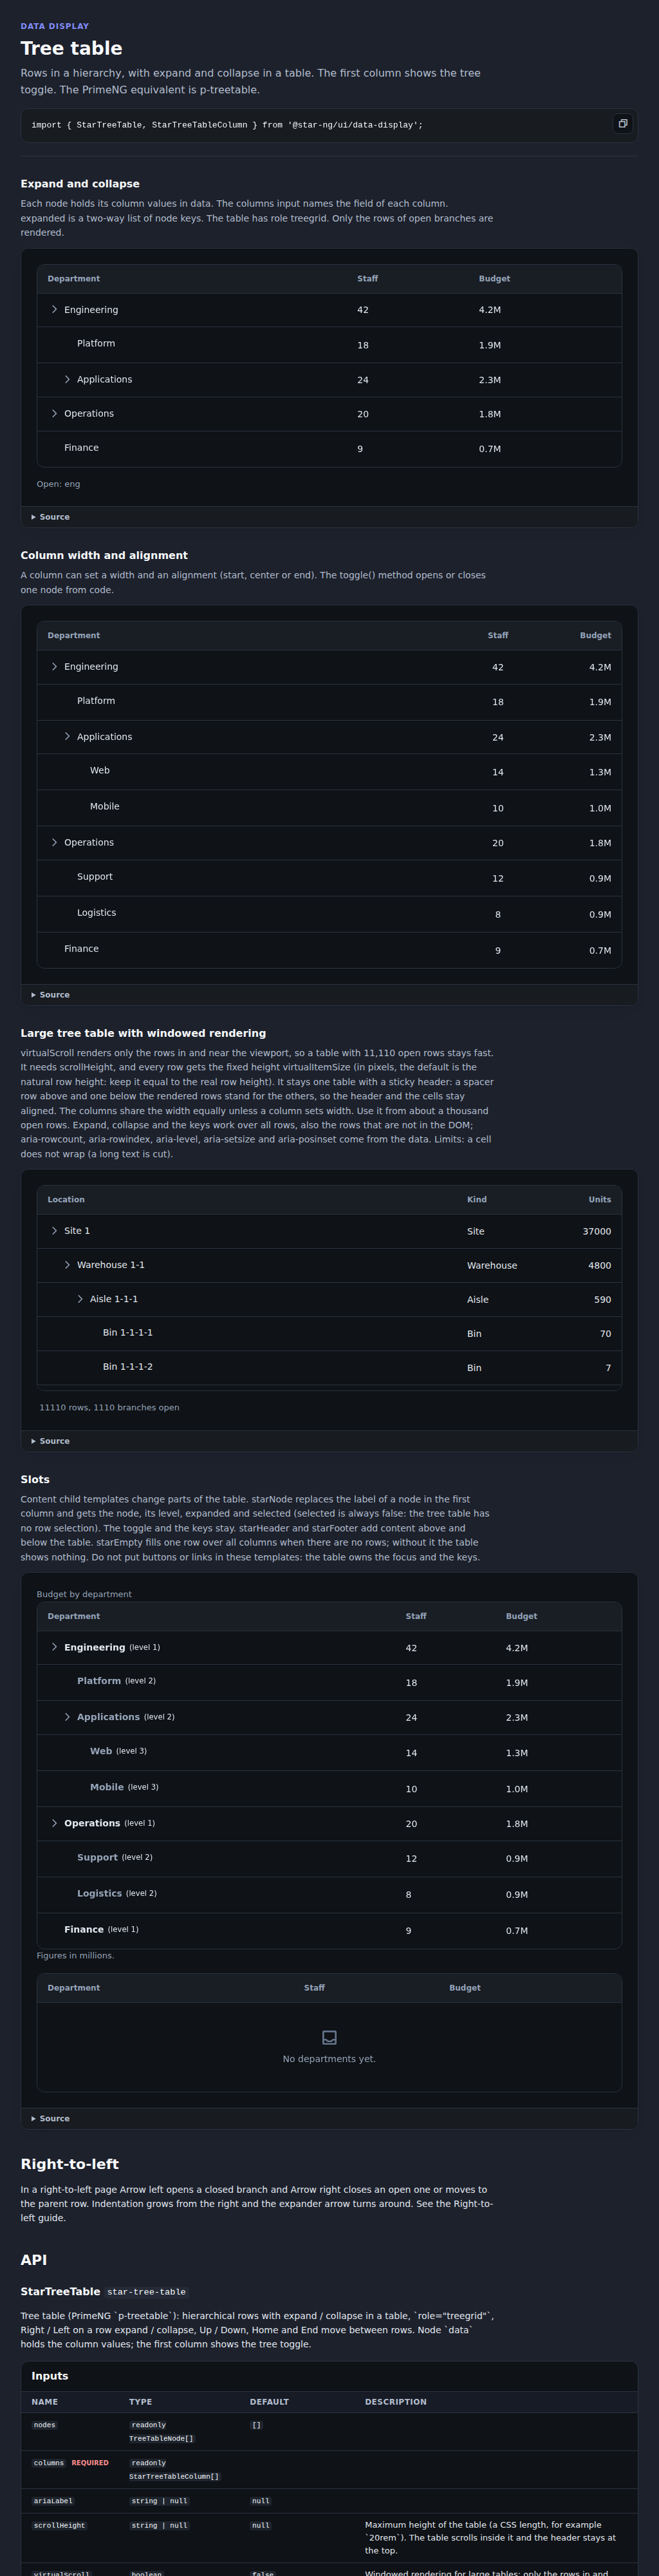 DATA DISPLAY
Tree table
Rows in a hierarchy, with expand and collapse in a table. The first column shows the tree
toggle. The PrimeNG equivalent is p-treetable.
import { StarTreeTable, StarTreeTableColumn } from '@star-ng/ui/data-display';
Expand and collapse
Each node holds its column values in data. The columns input names the field of each column.
expanded is a two-way list of node keys. The table has role treegrid. Only the rows of open branches are
rendered.
Department Staff Budget
Engineering 42 4.2M
Platform 18 1.9M
Applications 24 2.3M
Operations 20 1.8M
Finance 9 0.7M
Open: eng
Source
Column width and alignment
A column can set a width and an alignment (start, center or end). The toggle() method opens or closes
one node from code.
Department Staff Budget
Engineering 42 4.2M
Platform 18 1.9M
Applications 24 2.3M
Web 14 1.3M
Mobile 10 1.0M
Operations 20 1.8M
Support 12 0.9M
Logistics 8 0.9M
Finance 9 0.7M
Source
Large tree table with windowed rendering
virtualScroll renders only the rows in and near the viewport, so a table with 11,110 open rows stays fast.
It needs scrollHeight, and every row gets the fixed height virtualItemSize (in pixels, the default is the
natural row height: keep it equal to the real row height). It stays one table with a sticky header: a spacer
row above and one below the rendered rows stand for the others, so the header and the cells stay
aligned. The columns share the width equally unless a column sets width. Use it from about a thousand
open rows. Expand, collapse and the keys work over all rows, also the rows that are not in the DOM;
aria-rowcount, aria-rowindex, aria-level, aria-setsize and aria-posinset come from the data. Limits: a cell
does not wrap (a long text is cut).
Location Kind Units
Site 1 Site 37000
Warehouse 1-1 Warehouse 4800
Aisle 1-1-1 Aisle 590
Bin 1-1-1-1 Bin 70
Bin 1-1-1-2 Bin 7
11110 rows, 1110 branches open
Source
Slots
Content child templates change parts of the table. starNode replaces the label of a node in the first
column and gets the node, its level, expanded and selected (selected is always false: the tree table has
no row selection). The toggle and the keys stay. starHeader and starFooter add content above and
below the table. starEmpty fills one row over all columns when there are no rows; without it the table
shows nothing. Do not put buttons or links in these templates: the table owns the focus and the keys.
Budget by department
Department Staff Budget
Engineering (level 1) 42 4.2M
Platform (level 2) 18 1.9M
Applications (level 2) 24 2.3M
Web (level 3) 14 1.3M
Mobile (level 3) 10 1.0M
Operations (level 1) 20 1.8M
Support (level 2) 12 0.9M
Logistics (level 2) 8 0.9M
Finance (level 1) 9 0.7M
Figures in millions.
Department Staff Budget
No departments yet.
Source
Right-to-left
In a right-to-left page Arrow left opens a closed branch and Arrow right closes an open one or moves to
the parent row. Indentation grows from the right and the expander arrow turns around. See the Right-to-
left guide.
API
StarTreeTable star-tree-table
Tree table (PrimeNG `p-treetable`): hierarchical rows with expand / collapse in a table, `role="treegrid"`,
Right / Left on a row expand / collapse, Up / Down, Home and End move between rows. Node `data`
holds the column values; the first column shows the tree toggle.
Inputs
NAME TYPE DEFAULT DESCRIPTION
nodes readonly []
TreeTableNode[]
columns REQUIRED readonly
StarTreeTableColumn[]
ariaLabel string | null null
scrollHeight string | null null Maximum height of the table (a CSS length, for example
`20rem`). The table scrolls inside it and the header stays at
the top.
virtualScroll boolean false Windowed rendering for large tables: only the rows in and